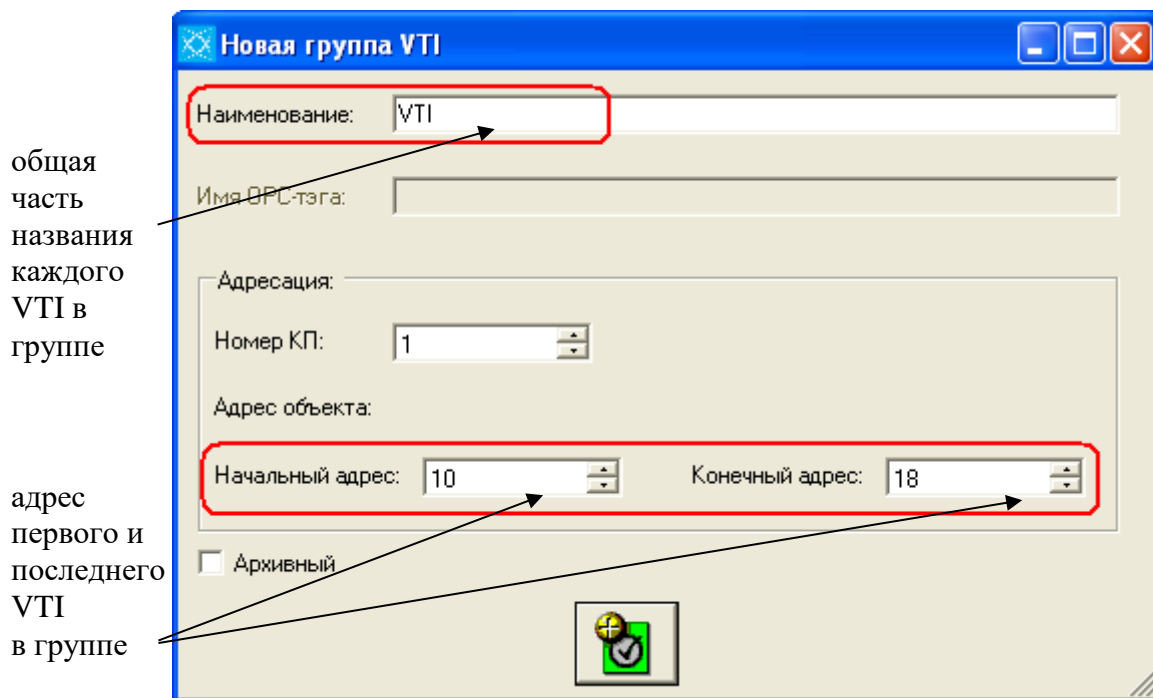 Новая группа VTI
Наименование: VTI
общая
часть
названия
каждого
VTI в
группе
Имя OPC-тэга:
Адресация:
Номер КП: 1
Адрес объекта:
Начальный адрес: 10 Конечный адрес: 18
адрес
первого и
последнего
VTI
в группе
Архивный